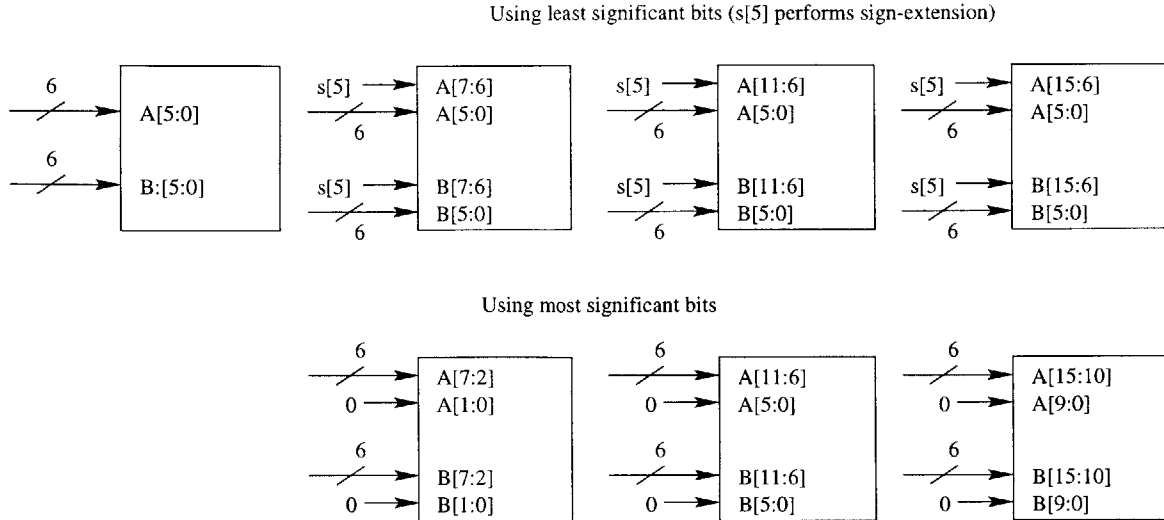 Using least significant bits (s[5] performs sign-extension)
6
A[5:0]
6
B:[5:0]
s[5]
A[7:6]
A[5:0]
6
s[5]
B[7:6]
B[5:0]
6
s[5]
A[11:6]
A[5:0]
6
s[5]
B[11:6]
B[5:0]
6
s[5]
A[15:6]
A[5:0]
6
s[5]
B[15:6]
B[5:0]
6
Using most significant bits
6
A[7:2]
0
A[1:0]
6
B[7:2]
0
B[1:0]
6
A[11:6]
0
A[5:0]
6
B[11:6]
0
B[5:0]
6
A[15:10]
0
A[9:0]
6
B[15:10]
0
B[9:0]